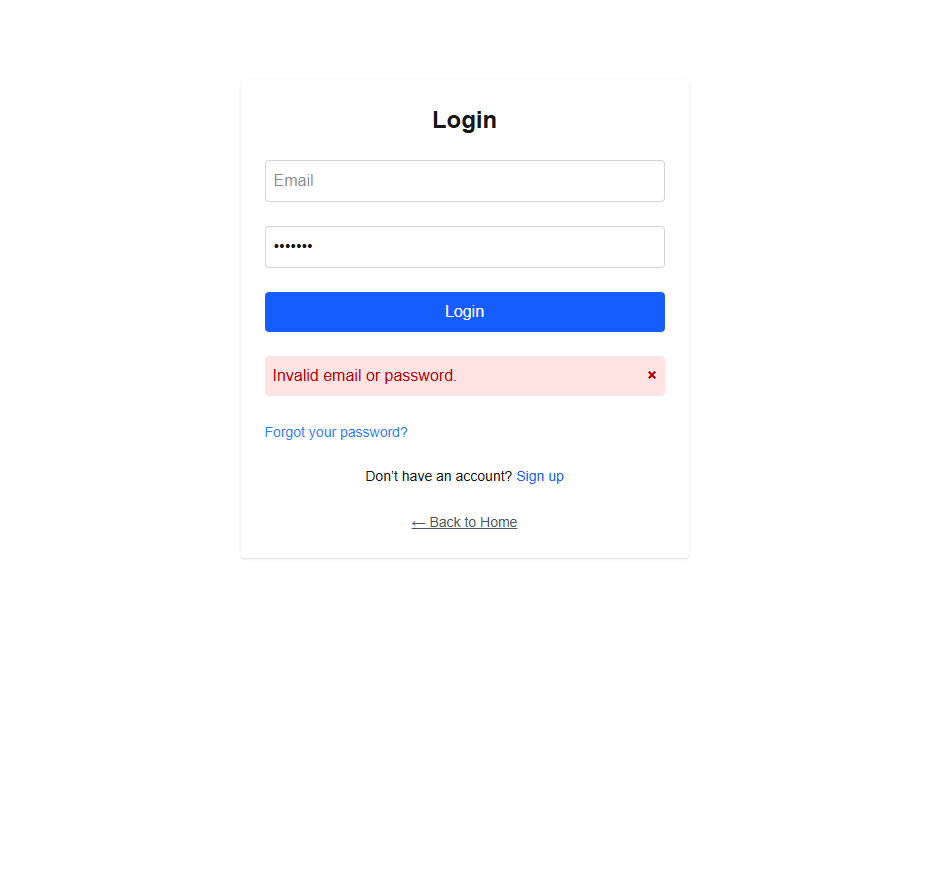 Login
Email
•••••••
Login
Invalid email or password. ×
Forgot your password?
Don’t have an account? Sign up
← Back to Home